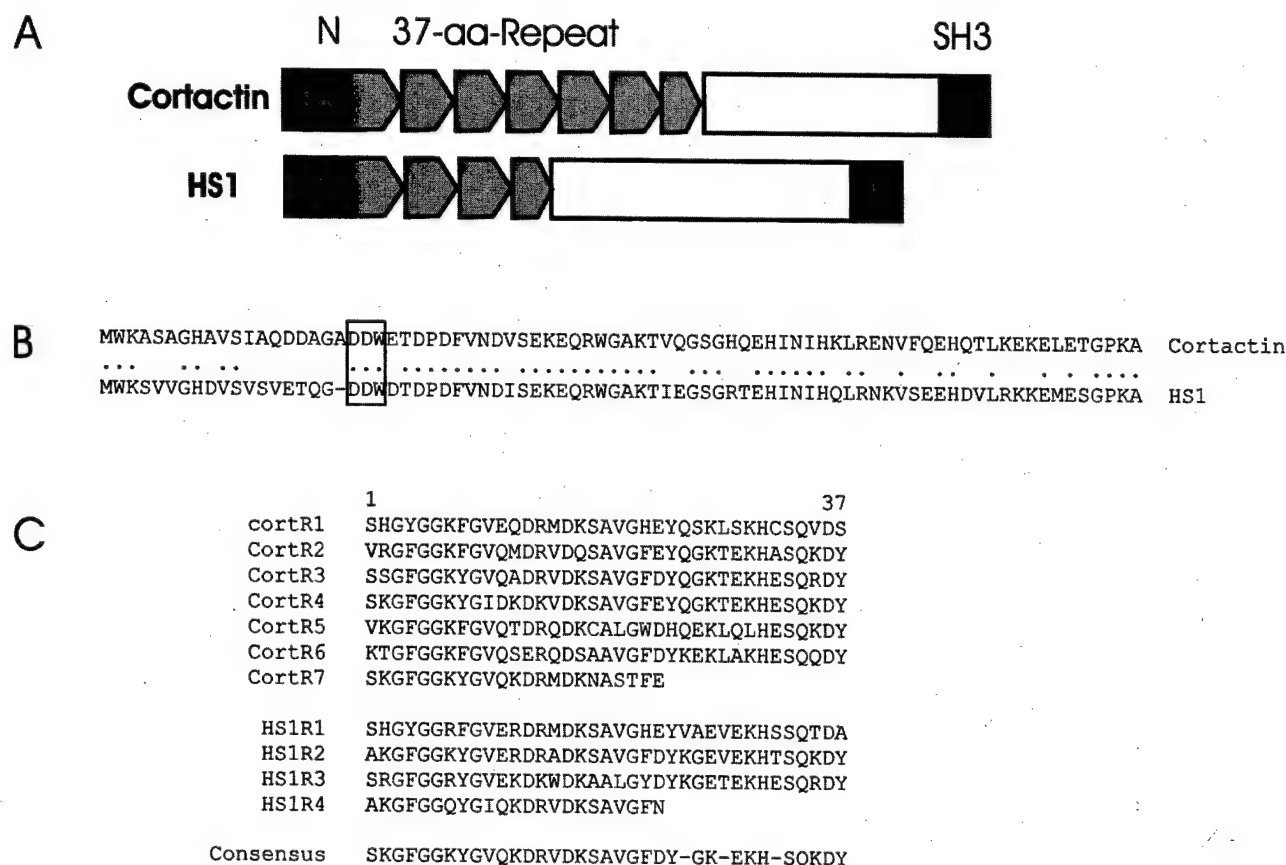 A
N 37-aa-Repeat SH3
Cortactin
HS1
B
MWKASAGHAVSIAQDDAGADDWETDPDFVNDVSEKEQRWGAKTVQGSGHQEHINIHKLRENVFQEHQTLKEKELETGPKA Cortactin
MWKSVVGHDVSVSVETQG-DDWDTDPDFVNDISEKEQRWGAKTIEGSGRTEHINIHQLRNKVSEEHDVLRKKEMESGPKA HS1
C
1 37
cortR1 SHGYGGKFGVEQDRMDKSAVGHEYQSKLSKHCSQVDS
CortR2 VRGFGGKFGVQMDRVDQSAVGFEYQGKTEKHASQKDY
CortR3 SSGFGGKYGVQADRVDKSAVGFDYQGKTEKHESQRDY
CortR4 SKGFGGKYGIDKDKVDKSAVGFEYQGKTEKHESQKDY
CortR5 VKGFGGKFGVQTDRQDKCALGWDHQEKLQLHESQKDY
CortR6 KTGFGGKFGVQSERQDSAAVGFDYKEKLAKHESQQDY
CortR7 SKGFGGKYGVQKDRMDKNASTFE
HS1R1 SHGYGGRFGVERDRMDKSAVGHEYVAEVEKHSSQTDA
HS1R2 AKGFGGKYGVERDRADKSAVGFDYKGEVEKHTSQKDY
HS1R3 SRGFGGRYGVEKDKWDKAALGYDYKGETEKHESQRDY
HS1R4 AKGFGGQYGIQKDRVDKSAVGFN
Consensus SKGFGGKYGVQKDRVDKSAVGFDY-GK-EKH-SQKDY